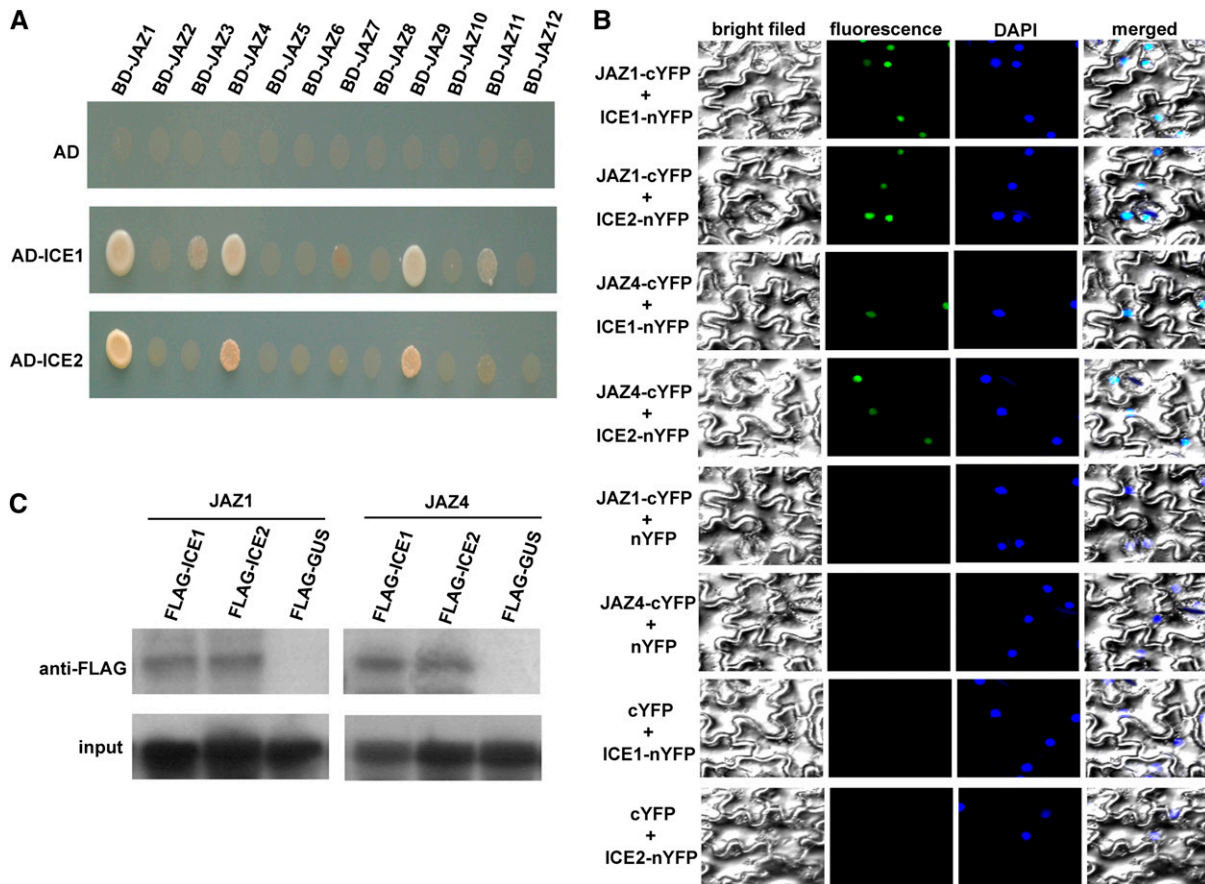 A
BD-JAZ1
BD-JAZ2
BD-JAZ3
BD-JAZ4
BD-JAZ5
BD-JAZ6
BD-JAZ7
BD-JAZ8
BD-JAZ9
BD-JAZ10
BD-JAZ11
BD-JAZ12
AD
AD-ICE1
AD-ICE2
B
bright filed
fluorescence
DAPI
merged
JAZ1-cYFP
+
ICE1-nYFP
JAZ1-cYFP
+
ICE2-nYFP
JAZ4-cYFP
+
ICE1-nYFP
JAZ4-cYFP
+
ICE2-nYFP
JAZ1-cYFP
+
nYFP
JAZ4-cYFP
+
nYFP
cYFP
+
ICE1-nYFP
cYFP
+
ICE2-nYFP
C
JAZ1
JAZ4
FLAG-ICE1
FLAG-ICE2
FLAG-GUS
FLAG-ICE1
FLAG-ICE2
FLAG-GUS
anti-FLAG
input